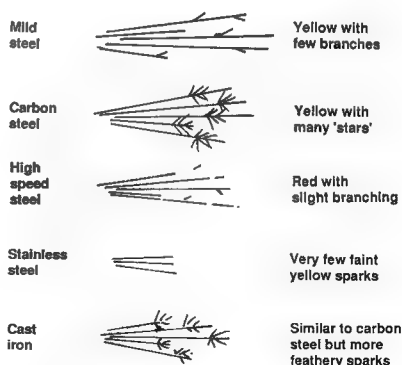 Mild
steel
Yellow with
few branches
Carbon
steel
Yellow with
many 'stars'
High
speed
steel
Red with
slight branching
Stainless
steel
Very few faint
yellow sparks
Cast
iron
Similar to carbon
steel but more
feathery sparks